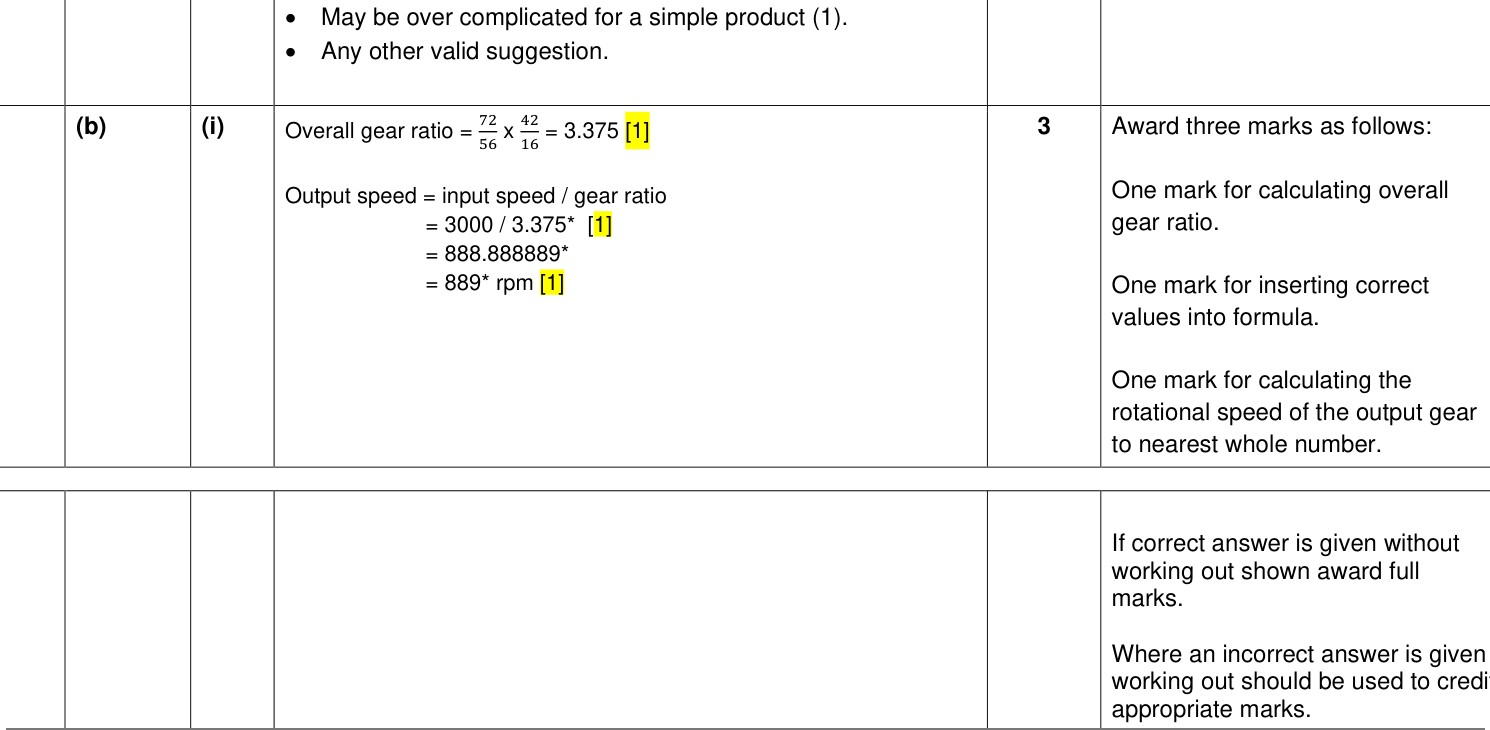 • May be over complicated for a simple product (1).
• Any other valid suggestion.
(b) (i) Overall gear ratio = 72/56 x 42/16 = 3.375 [1] 3 Award three marks as follows:
Output speed = input speed / gear ratio
= 3000 / 3.375* [1]
= 888.888889*
= 889* rpm [1]
One mark for calculating overall
gear ratio.
One mark for inserting correct
values into formula.
One mark for calculating the
rotational speed of the output gear
to nearest whole number.
If correct answer is given without
working out shown award full
marks.
Where an incorrect answer is given
working out should be used to credi
appropriate marks.